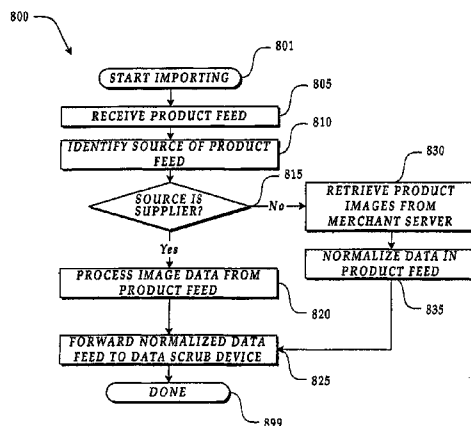 800
801
START IMPORTING
805
RECEIVE PRODUCT FEED
810
IDENTIFY SOURCE OF PRODUCT
FEED
815
SOURCE IS
SUPPLIER?
No
830
RETRIEVE PRODUCT
IMAGES FROM
MERCHANT SERVER
Yes
NORMALIZE DATA IN
PRODUCT FEED
835
PROCESS IMAGE DATA FROM
PRODUCT FEED
820
FORWARD NORMALIZED DATA
FEED TO DATA SCRUB DEVICE
825
DONE
899